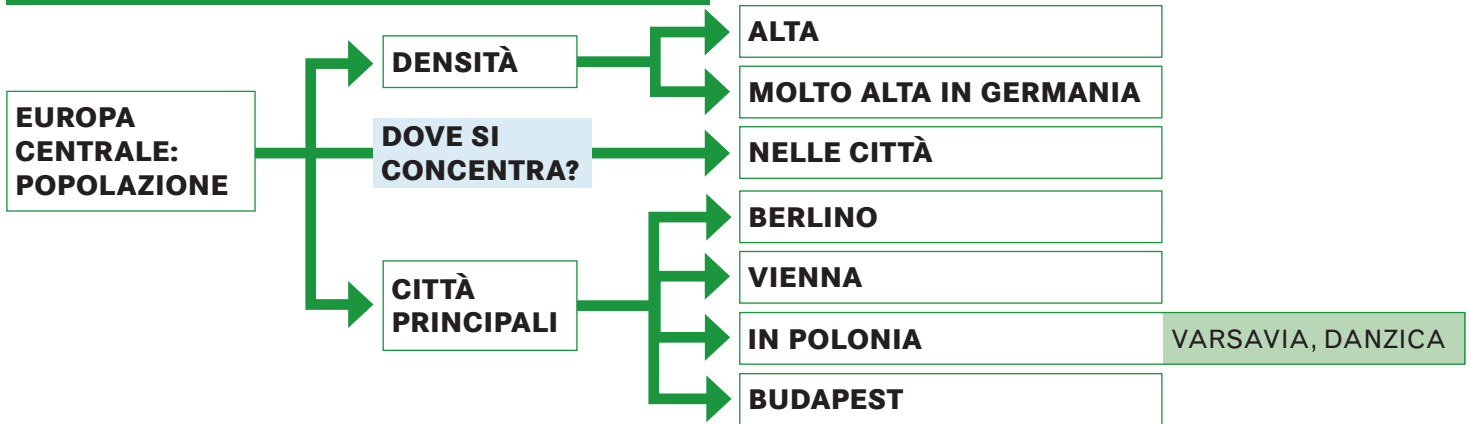 EUROPA
CENTRALE:
POPOLAZIONE
DENSITÀ
ALTA
MOLTO ALTA IN GERMANIA
DOVE SI
CONCENTRA?
NELLE CITTÀ
CITTÀ
PRINCIPALI
BERLINO
VIENNA
IN POLONIA
VARSAVIA, DANZICA
BUDAPEST